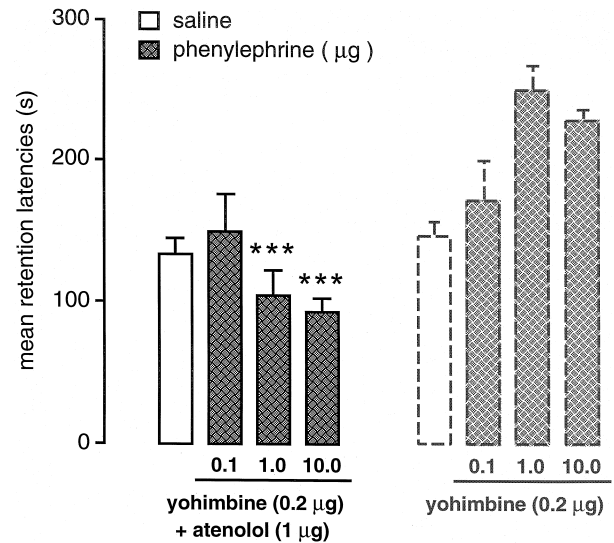 300
200
100
0
mean retention latencies (s)
saline
phenylephrine ( μg )
***
***
0.1 1.0 10.0
yohimbine (0.2 μg)
+ atenolol (1 μg)
0.1 1.0 10.0
yohimbine (0.2 μg)